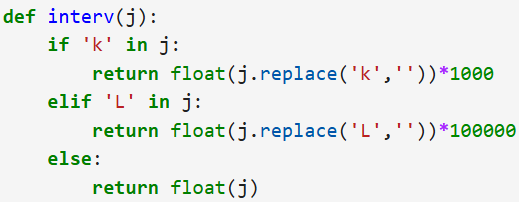 def interv(j):
    if 'k' in j:
        return float(j.replace('k',''))*1000
    elif 'L' in j:
        return float(j.replace('L',''))*100000
    else:
        return float(j)